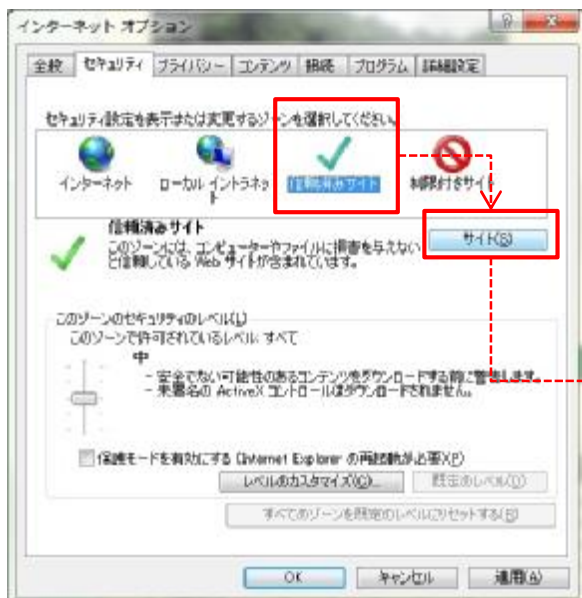 インターネット オプション
全般 セキュリティ プライバシー コンテンツ 接続 プログラム 詳細設定
セキュリティ設定を表示または変更するゾーンを選択してください。
インターネット ローカル イントラネット 信頼済みサイト 制限付きサイト
信頼済みサイト
サイト(S)
このゾーンには、コンピューターやファイルに損害を与えない
と信頼している Web サイトが含まれています。
このゾーンのセキュリティのレベル(L)
このゾーンで許可されているレベル: すべて
中
- 安全でない可能性のあるコンテンツをダウンロードする前に警告します。
- 未署名の ActiveX コントロールはダウンロードされません。
保護モードを有効にする (Internet Explorer の再起動が必要)(P)
レベルのカスタマイズ(C)... 既定のレベル(D)
すべてのゾーンを既定のレベルにリセットする(R)
OK キャンセル 適用(A)